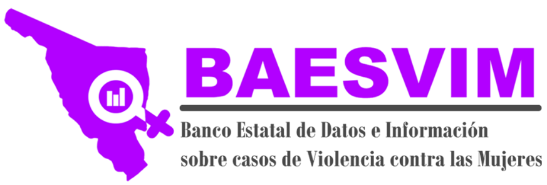 BAESVIM
Banco Estatal de Datos e Información
sobre casos de Violencia contra las Mujeres